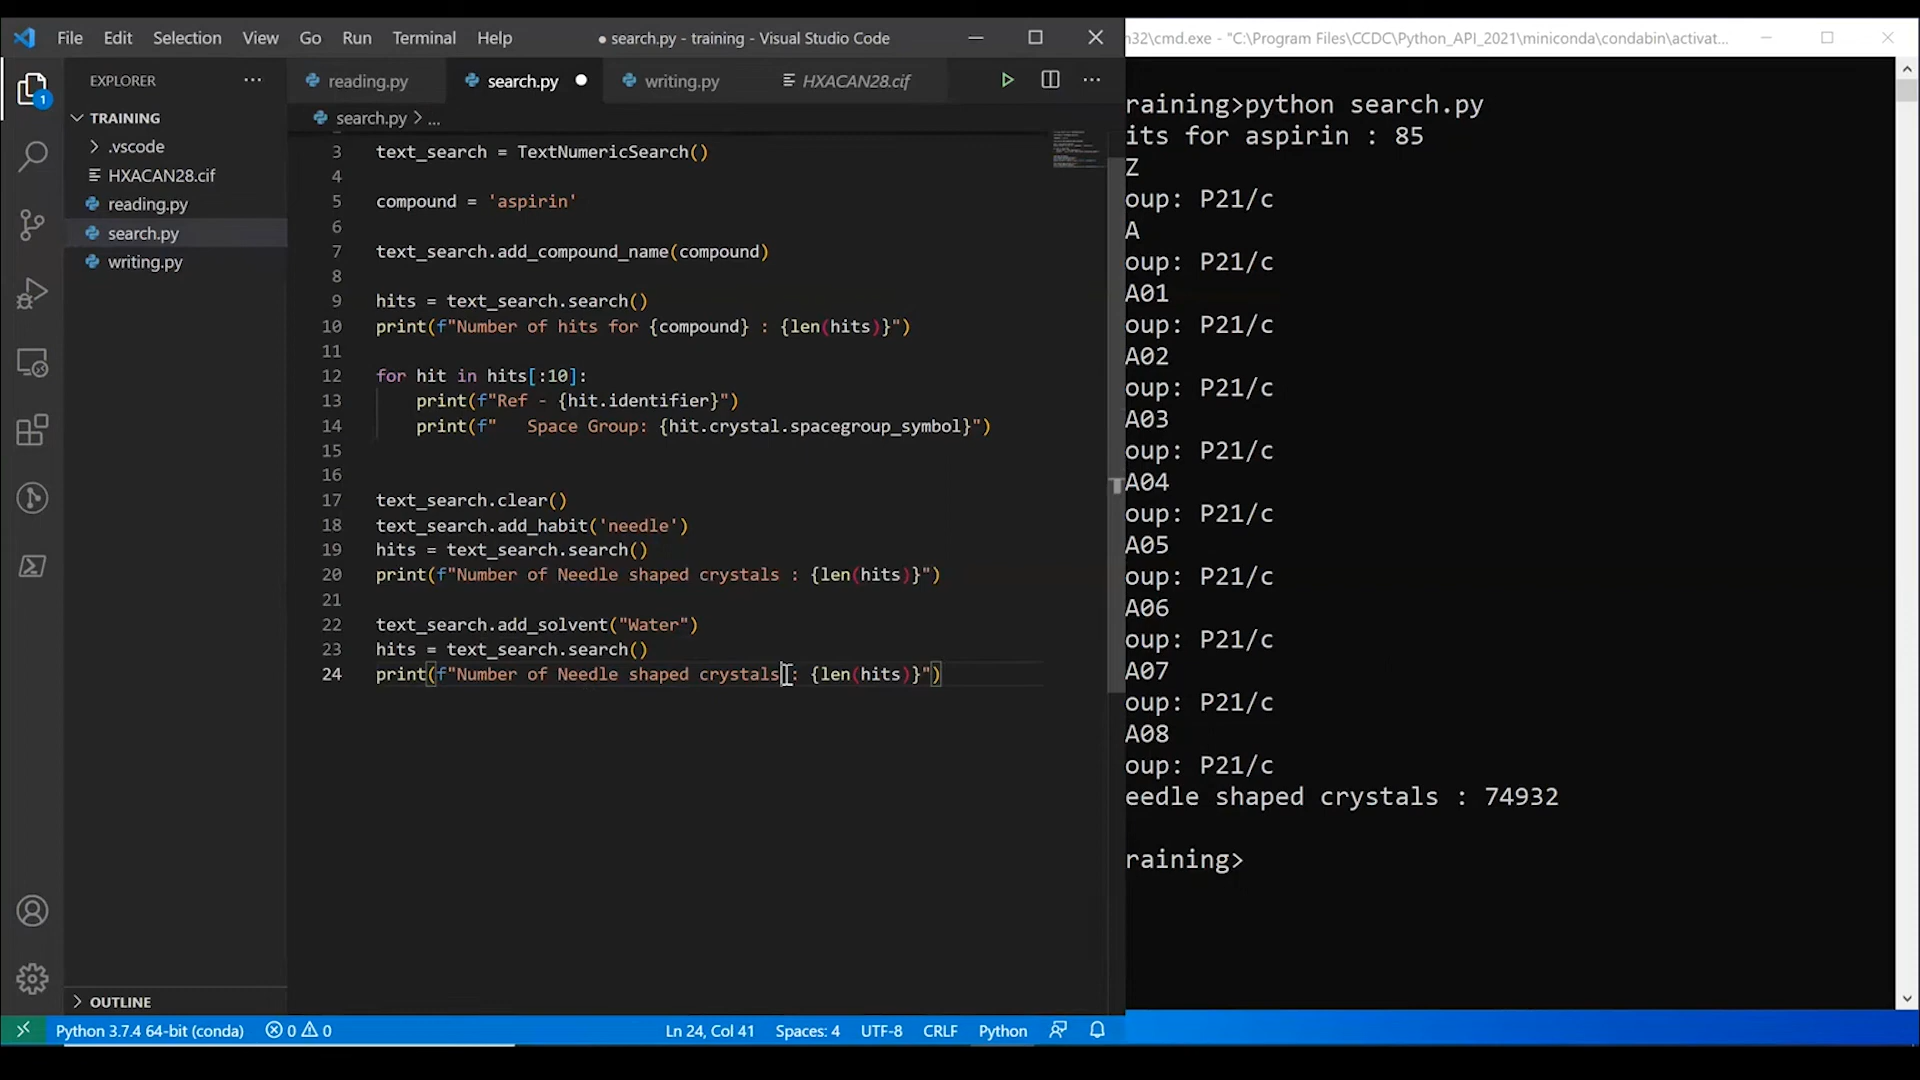 File Edit Selection View Go Run Terminal Help
● search.py - training - Visual Studio Code
n32\cmd.exe - "C:\Program Files\CCDC\Python_API_2021\miniconda\condabin\activat...
EXPLORER ...
reading.py
search.py
writing.py
HXACAN28.cif
TRAINING
.vscode
HXACAN28.cif
reading.py
search.py
writing.py
OUTLINE
1
search.py > ...
3 text_search = TextNumericSearch()
4
5 compound = 'aspirin'
6
7 text_search.add_compound_name(compound)
8
9 hits = text_search.search()
10 print(f"Number of hits for {compound} : {len(hits)}")
11
12 for hit in hits[:10]:
13     print(f"Ref - {hit.identifier}")
14     print(f"   Space Group: {hit.crystal.spacegroup_symbol}")
15
16
17 text_search.clear()
18 text_search.add_habit('needle')
19 hits = text_search.search()
20 print(f"Number of Needle shaped crystals : {len(hits)}")
21
22 text_search.add_solvent("Water")
23 hits = text_search.search()
24 print(f"Number of Needle shaped crystals : {len(hits)}")
raining>python search.py
its for aspirin : 85
Z
oup: P21/c
A
oup: P21/c
A01
oup: P21/c
A02
oup: P21/c
A03
oup: P21/c
A04
oup: P21/c
A05
oup: P21/c
A06
oup: P21/c
A07
oup: P21/c
A08
oup: P21/c
eedle shaped crystals : 74932
raining>
Python 3.7.4 64-bit (conda) 0 0 Ln 24, Col 41 Spaces: 4 UTF-8 CRLF Python